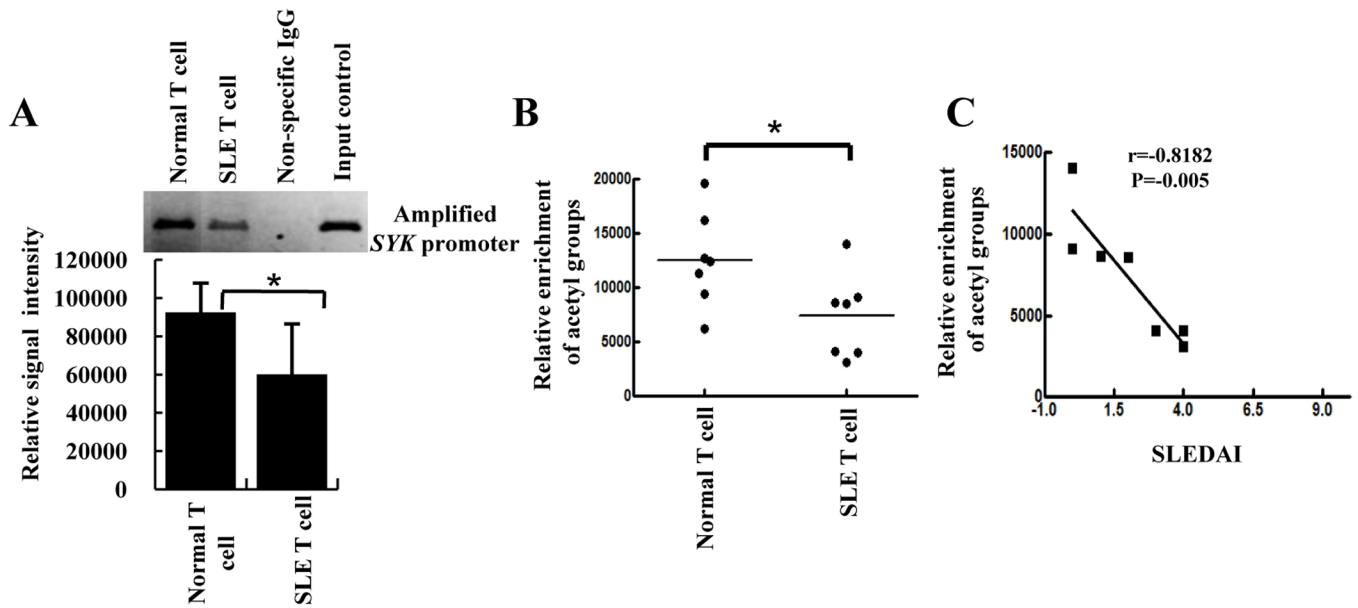 A
Normal T cell
SLE T cell
Non-specific IgG
Input control
Amplified
SYK promoter
Relative signal intensity
120000
100000
80000
60000
40000
20000
0
*
Normal T
cell
SLE T cell
B
*
Relative enrichment
of acetyl groups
20000
15000
10000
5000
0
Normal T cell
SLE T cell
C
r=-0.8182
P=-0.005
Relative enrichment
of acetyl groups
15000
10000
5000
0
-1.0
1.5
4.0
6.5
9.0
SLEDAI